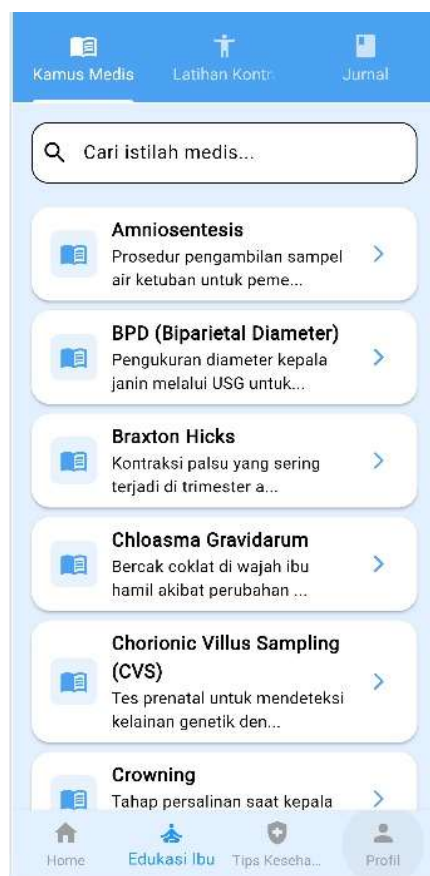 Kamus Medis
Latihan Kontr
Jurnal
Cari istilah medis...
Amniosentesis
Prosedur pengambilan sampel
air ketuban untuk peme...
BPD (Biparietal Diameter)
Pengukuran diameter kepala
janin melalui USG untuk...
Braxton Hicks
Kontraksi palsu yang sering
terjadi di trimester a...
Chloasma Gravidarum
Bercak coklat di wajah ibu
hamil akibat perubahan ...
Chorionic Villus Sampling
(CVS)
Tes prenatal untuk mendeteksi
kelainan genetik den...
Crowning
Tahap persalinan saat kepala
Home
Edukasi Ibu
Tips Keseha...
Profil